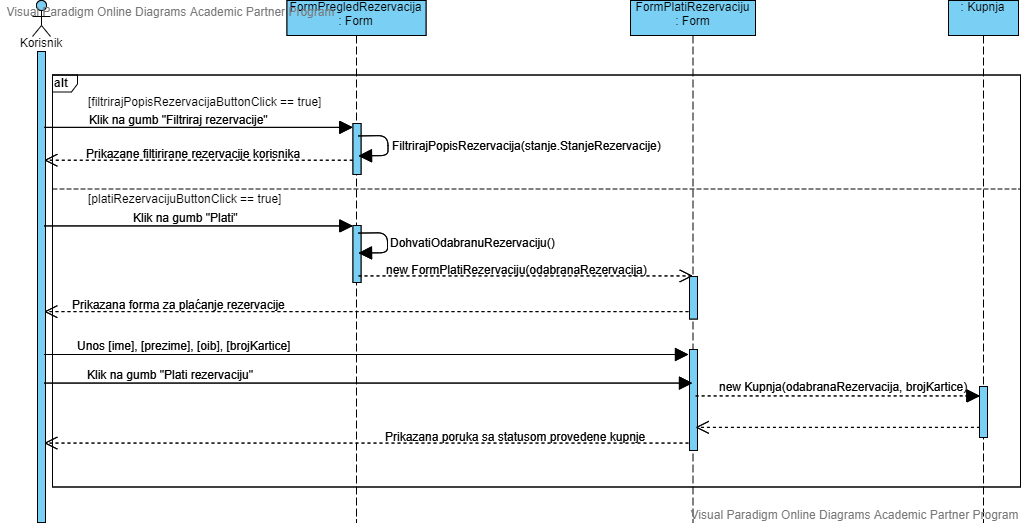 Visual Paradigm Online Diagrams Academic Partner Program
FormPregledRezervacija
: Form
FormPlatiRezervaciju
: Form
: Kupnja
Korisnik
alt
[filtrirajPopisRezervacijaButtonClick == true]
Klik na gumb "Filtriraj rezervacije"
FiltrirajPopisRezervacija(stanje.StanjeRezervacije)
Prikazane filtirirane rezervacije korisnika
[platiRezervacijuButtonClick == true]
Klik na gumb "Plati"
DohvatiOdabranuRezervaciju()
new FormPlatiRezervaciju(odabranaRezervacija)
Prikazana forma za plaćanje rezervacije
Unos [ime], [prezime], [oib], [brojKartice]
Klik na gumb "Plati rezervaciju"
new Kupnja(odabranaRezervacija, brojKartice)
Prikazana poruka sa statusom provedene kupnje
Visual Paradigm Online Diagrams Academic Partner Program